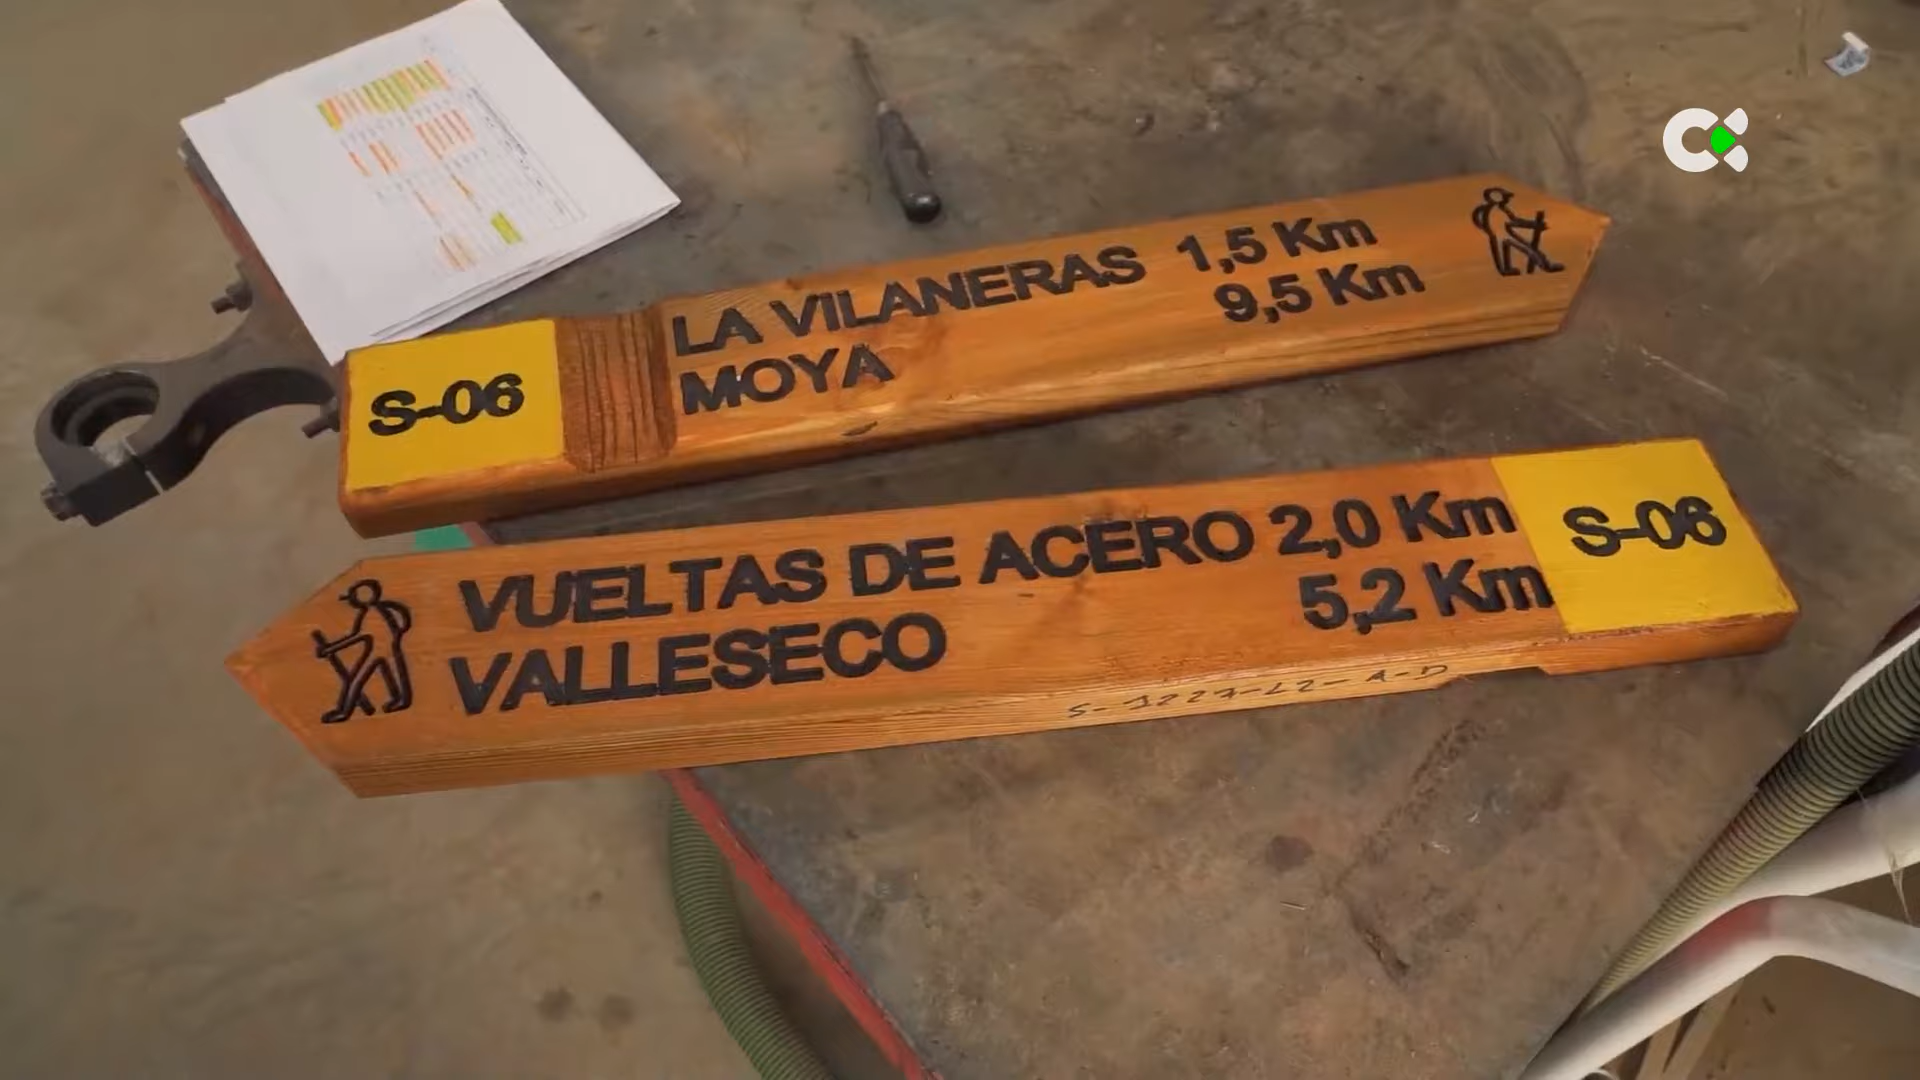 LA VILANERAS 1,5 Km
MOYA 9,5 Km
S-06
VUELTAS DE ACERO 2,0 Km
VALLESECO 5,2 Km
S-06